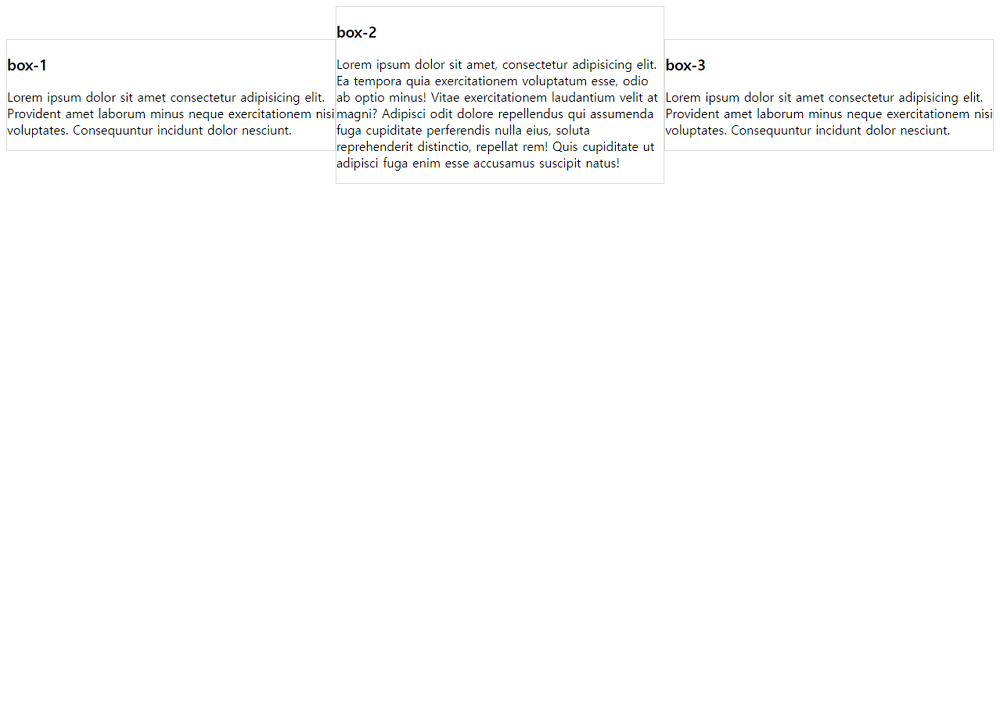 box-1
Lorem ipsum dolor sit amet consectetur adipisicing elit.
Provident amet laborum minus neque exercitationem nisi
voluptates. Consequuntur incidunt dolor nesciunt.
box-2
Lorem ipsum dolor sit amet, consectetur adipisicing elit.
Ea tempora quia exercitationem voluptatum esse, odio
ab optio minus! Vitae exercitationem laudantium velit at
magni? Adipisci odit dolore repellendus qui assumenda
fuga cupiditate perferendis nulla eius, soluta
reprehenderit distinctio, repellat rem! Quis cupiditate ut
adipisci fuga enim esse accusamus suscipit natus!
box-3
Lorem ipsum dolor sit amet consectetur adipisicing elit.
Provident amet laborum minus neque exercitationem nisi
voluptates. Consequuntur incidunt dolor nesciunt.